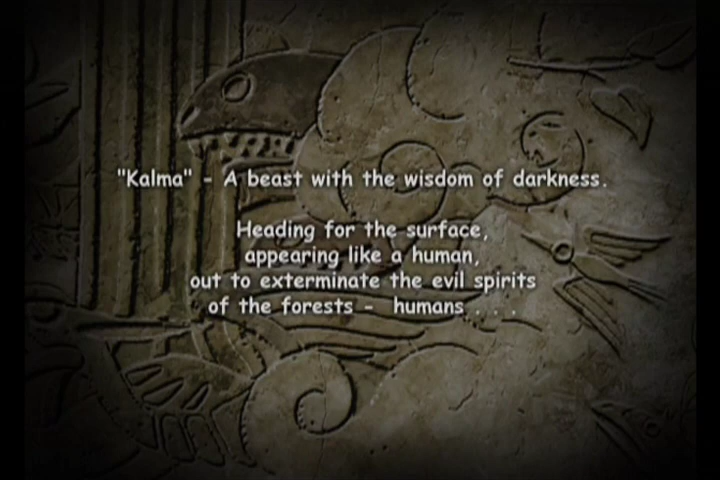 "Kalma" - A beast with the wisdom of darkness.
Heading for the surface,
appearing like a human,
out to exterminate the evil spirits
of the forests - humans . . .